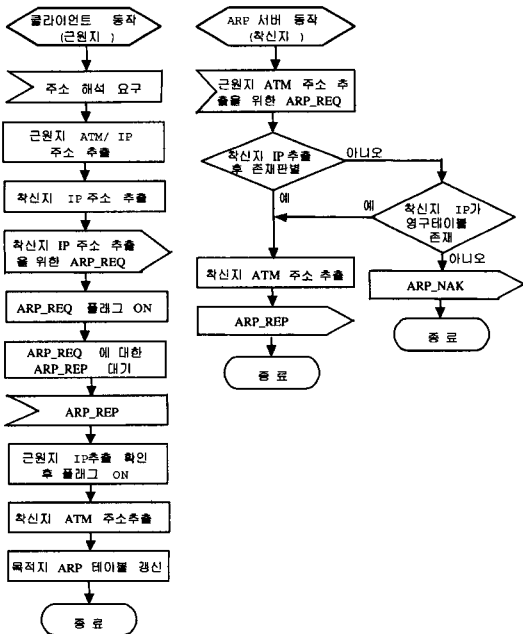 클라이언트 동작
(근원지 )
주소 해석 요구
근원지 ATM/ IP
주소 추출
착신지 IP 주소 추출
착신지 IP 주소 추출
을 위한 ARP_REQ
ARP_REQ 플래그 ON
ARP_REQ 에 대한
ARP_REP 대기
ARP_REP
근원지 IP추출 확인
후 플래그 ON
착신지 ATM 주소추출
목적지 ARP 테이블 갱신
종 료
ARP 서버 동작
(착신지 )
근원지 ATM 주소 추
출을 위한 ARP_REQ
착신지 IP 추출
후 존재판별
아니오
예
예
착신지 IP가
영구테이블
존재
아니오
착신지 ATM 주소 추출
ARP_REP
종 료
ARP_NAK
종 료